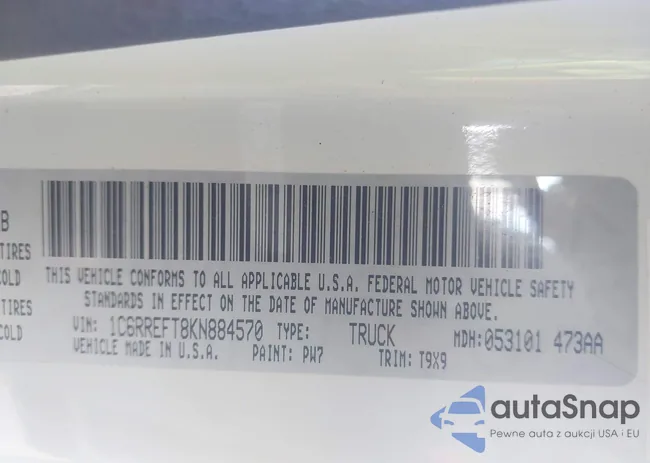 B
TIRES
COLD
TIRES
COLD
THIS VEHICLE CONFORMS TO ALL APPLICABLE U.S.A. FEDERAL MOTOR VEHICLE SAFETY
STANDARDS IN EFFECT ON THE DATE OF MANUFACTURE SHOWN ABOVE.
VIN: 1C6RREFT8KN884570 TYPE: TRUCK MDH: 053101 473AA
VEHICLE MADE IN U.S.A. PAINT: PW7 TRIM: T9X9
autaSnap
Pewne auta z aukcji USA i EU